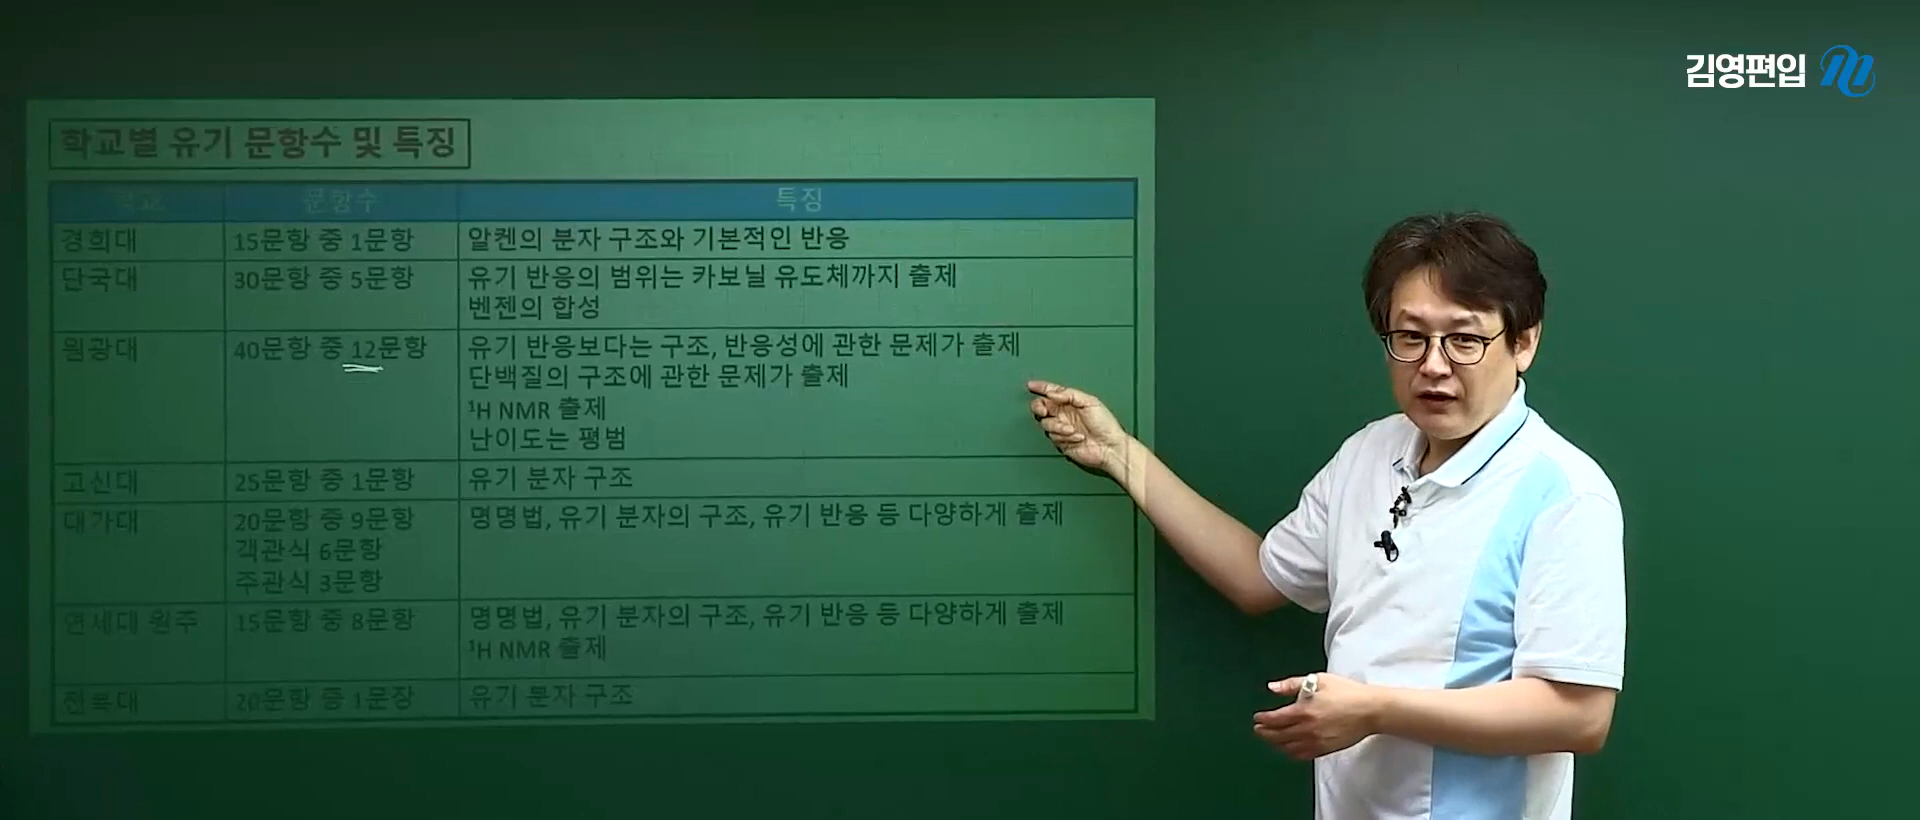 김영편입
학교별 유기 문항수 및 특징
학교 문항수 특징
경희대 15문항 중 1문항 알켄의 분자 구조와 기본적인 반응
단국대 30문항 중 5문항 유기 반응의 범위는 카보닐 유도체까지 출제
벤젠의 합성
원광대 40문항 중 12문항 유기 반응보다는 구조, 반응성에 관한 문제가 출제
단백질의 구조에 관한 문제가 출제
¹H NMR 출제
난이도는 평범
고신대 25문항 중 1문항 유기 분자 구조
대가대 20문항 중 9문항 명명법, 유기 분자의 구조, 유기 반응 등 다양하게 출제
객관식 6문항
주관식 3문항
연세대 원주 15문항 중 8문항 명명법, 유기 분자의 구조, 유기 반응 등 다양하게 출제
¹H NMR 출제
전북대 20문항 중 1문장 유기 분자 구조